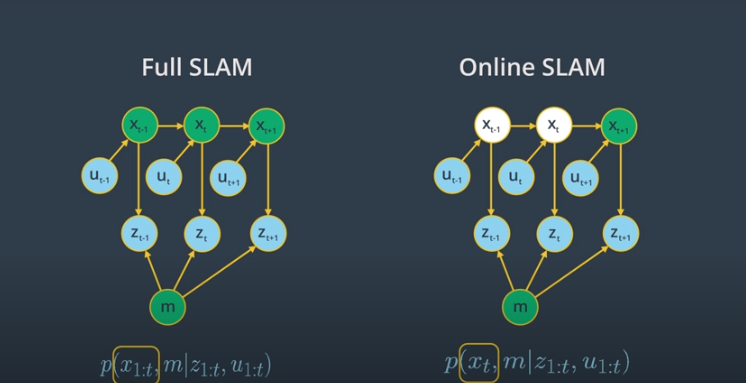 Full SLAM Online SLAM
x_{t-1} x_t x_{t+1} x_{t-1} x_t x_{t+1}
u_{t-1} u_t u_{t+1} u_{t-1} u_t u_{t+1}
z_{t-1} z_t z_{t+1} z_{t-1} z_t z_{t+1}
m m
p(x_{1:t}, m|z_{1:t}, u_{1:t}) p(x_t, m|z_{1:t}, u_{1:t})